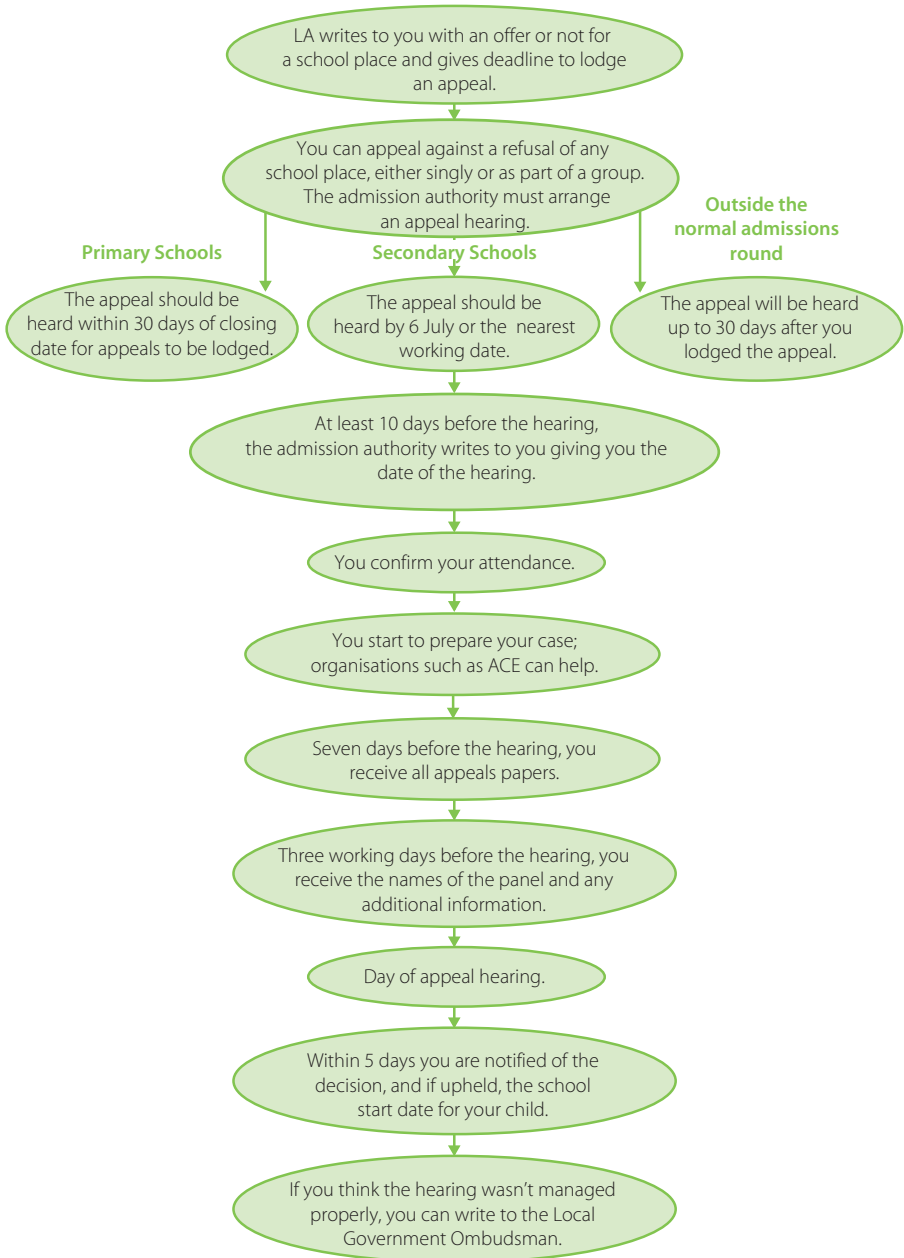 LA writes to you with an offer or not for
a school place and gives deadline to lodge
an appeal.
You can appeal against a refusal of any
school place, either singly or as part of a group.
The admission authority must arrange
an appeal hearing.
Primary Schools
The appeal should be
heard within 30 days of closing
date for appeals to be lodged.
Secondary Schools
The appeal should be
heard by 6 July or the nearest
working date.
Outside the
normal admissions
round
The appeal will be heard
up to 30 days after you
lodged the appeal.
At least 10 days before the hearing,
the admission authority writes to you giving you the
date of the hearing.
You confirm your attendance.
You start to prepare your case;
organisations such as ACE can help.
Seven days before the hearing, you
receive all appeals papers.
Three working days before the hearing, you
receive the names of the panel and any
additional information.
Day of appeal hearing.
Within 5 days you are notified of the
decision, and if upheld, the school
start date for your child.
If you think the hearing wasn't managed
properly, you can write to the Local
Government Ombudsman.